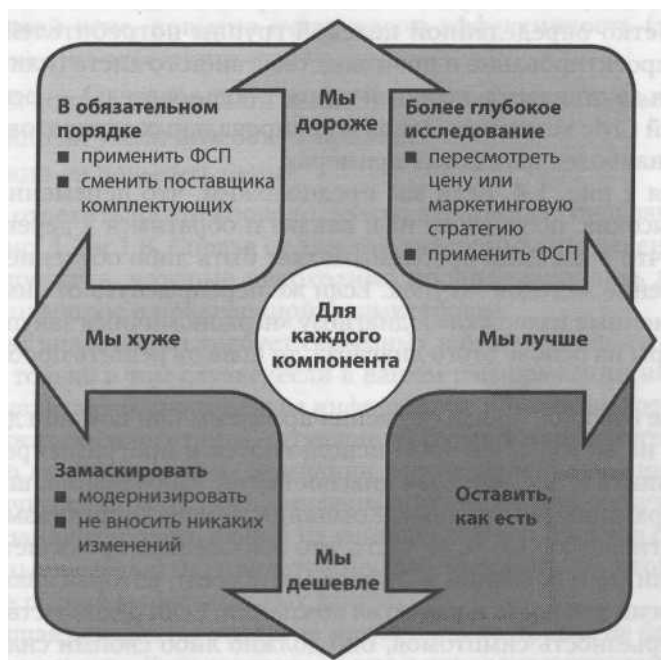 Мы
дороже
В обязательном
порядке
■ применить ФСП
■ сменить поставщика
комплектующих
Более глубокое
исследование
■ пересмотреть
цену или
маркетинговую
стратегию
■ применить ФСП
Мы хуже
Для
каждого
компонента
Мы лучше
Замаскировать
■ модернизировать
■ не вносить никаких
изменений
Оставить,
как есть
Мы
дешевле